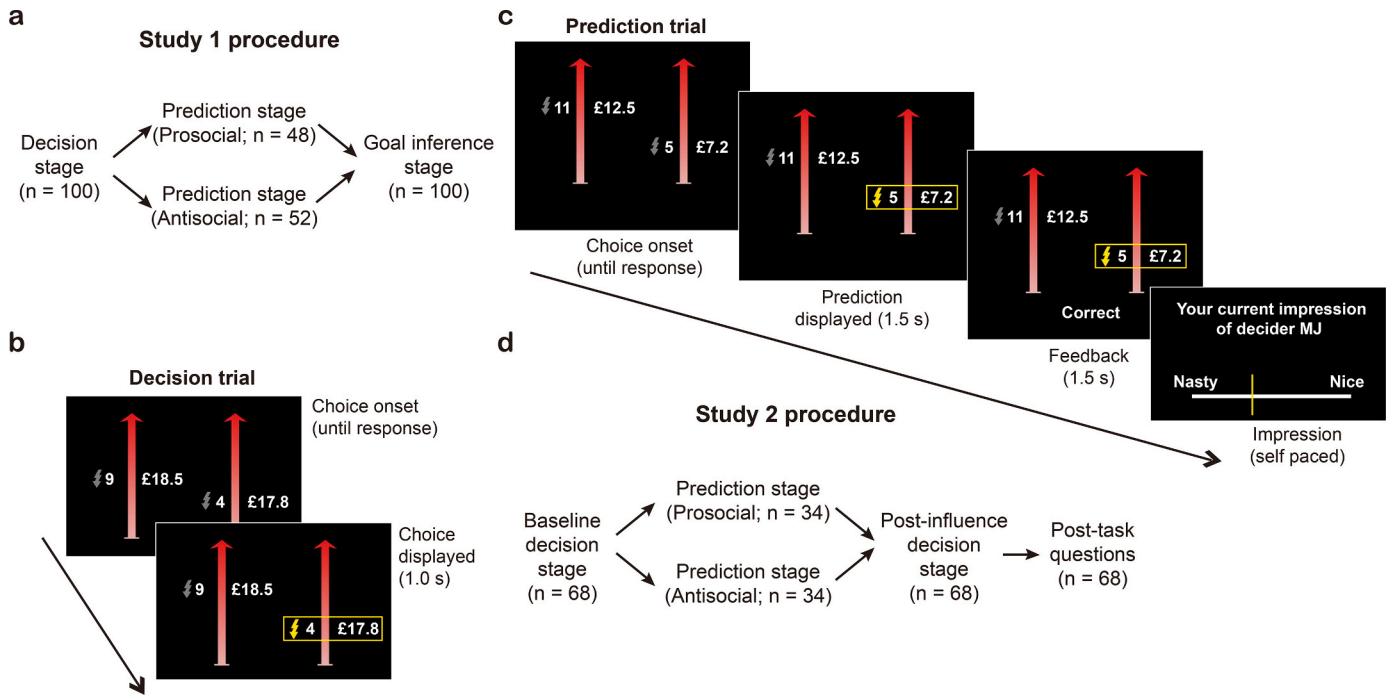 a
Study 1 procedure
Decision
stage
(n = 100)
Prediction stage
(Prosocial; n = 48)
Prediction stage
(Antisocial; n = 52)
Goal inference
stage
(n = 100)
b
Decision trial
9 £18.5
4 £17.8
Choice onset
(until response)
9 £18.5
4 £17.8
Choice
displayed
(1.0 s)
c
Prediction trial
11 £12.5
5 £7.2
Choice onset
(until response)
11 £12.5
5 £7.2
Prediction
displayed (1.5 s)
11 £12.5
5 £7.2
Correct
Feedback
(1.5 s)
Your current impression
of decider MJ
Nasty Nice
Impression
(self paced)
d
Study 2 procedure
Baseline
decision
stage
(n = 68)
Prediction stage
(Prosocial; n = 34)
Prediction stage
(Antisocial; n = 34)
Post-influence
decision
stage
(n = 68)
Post-task
questions
(n = 68)